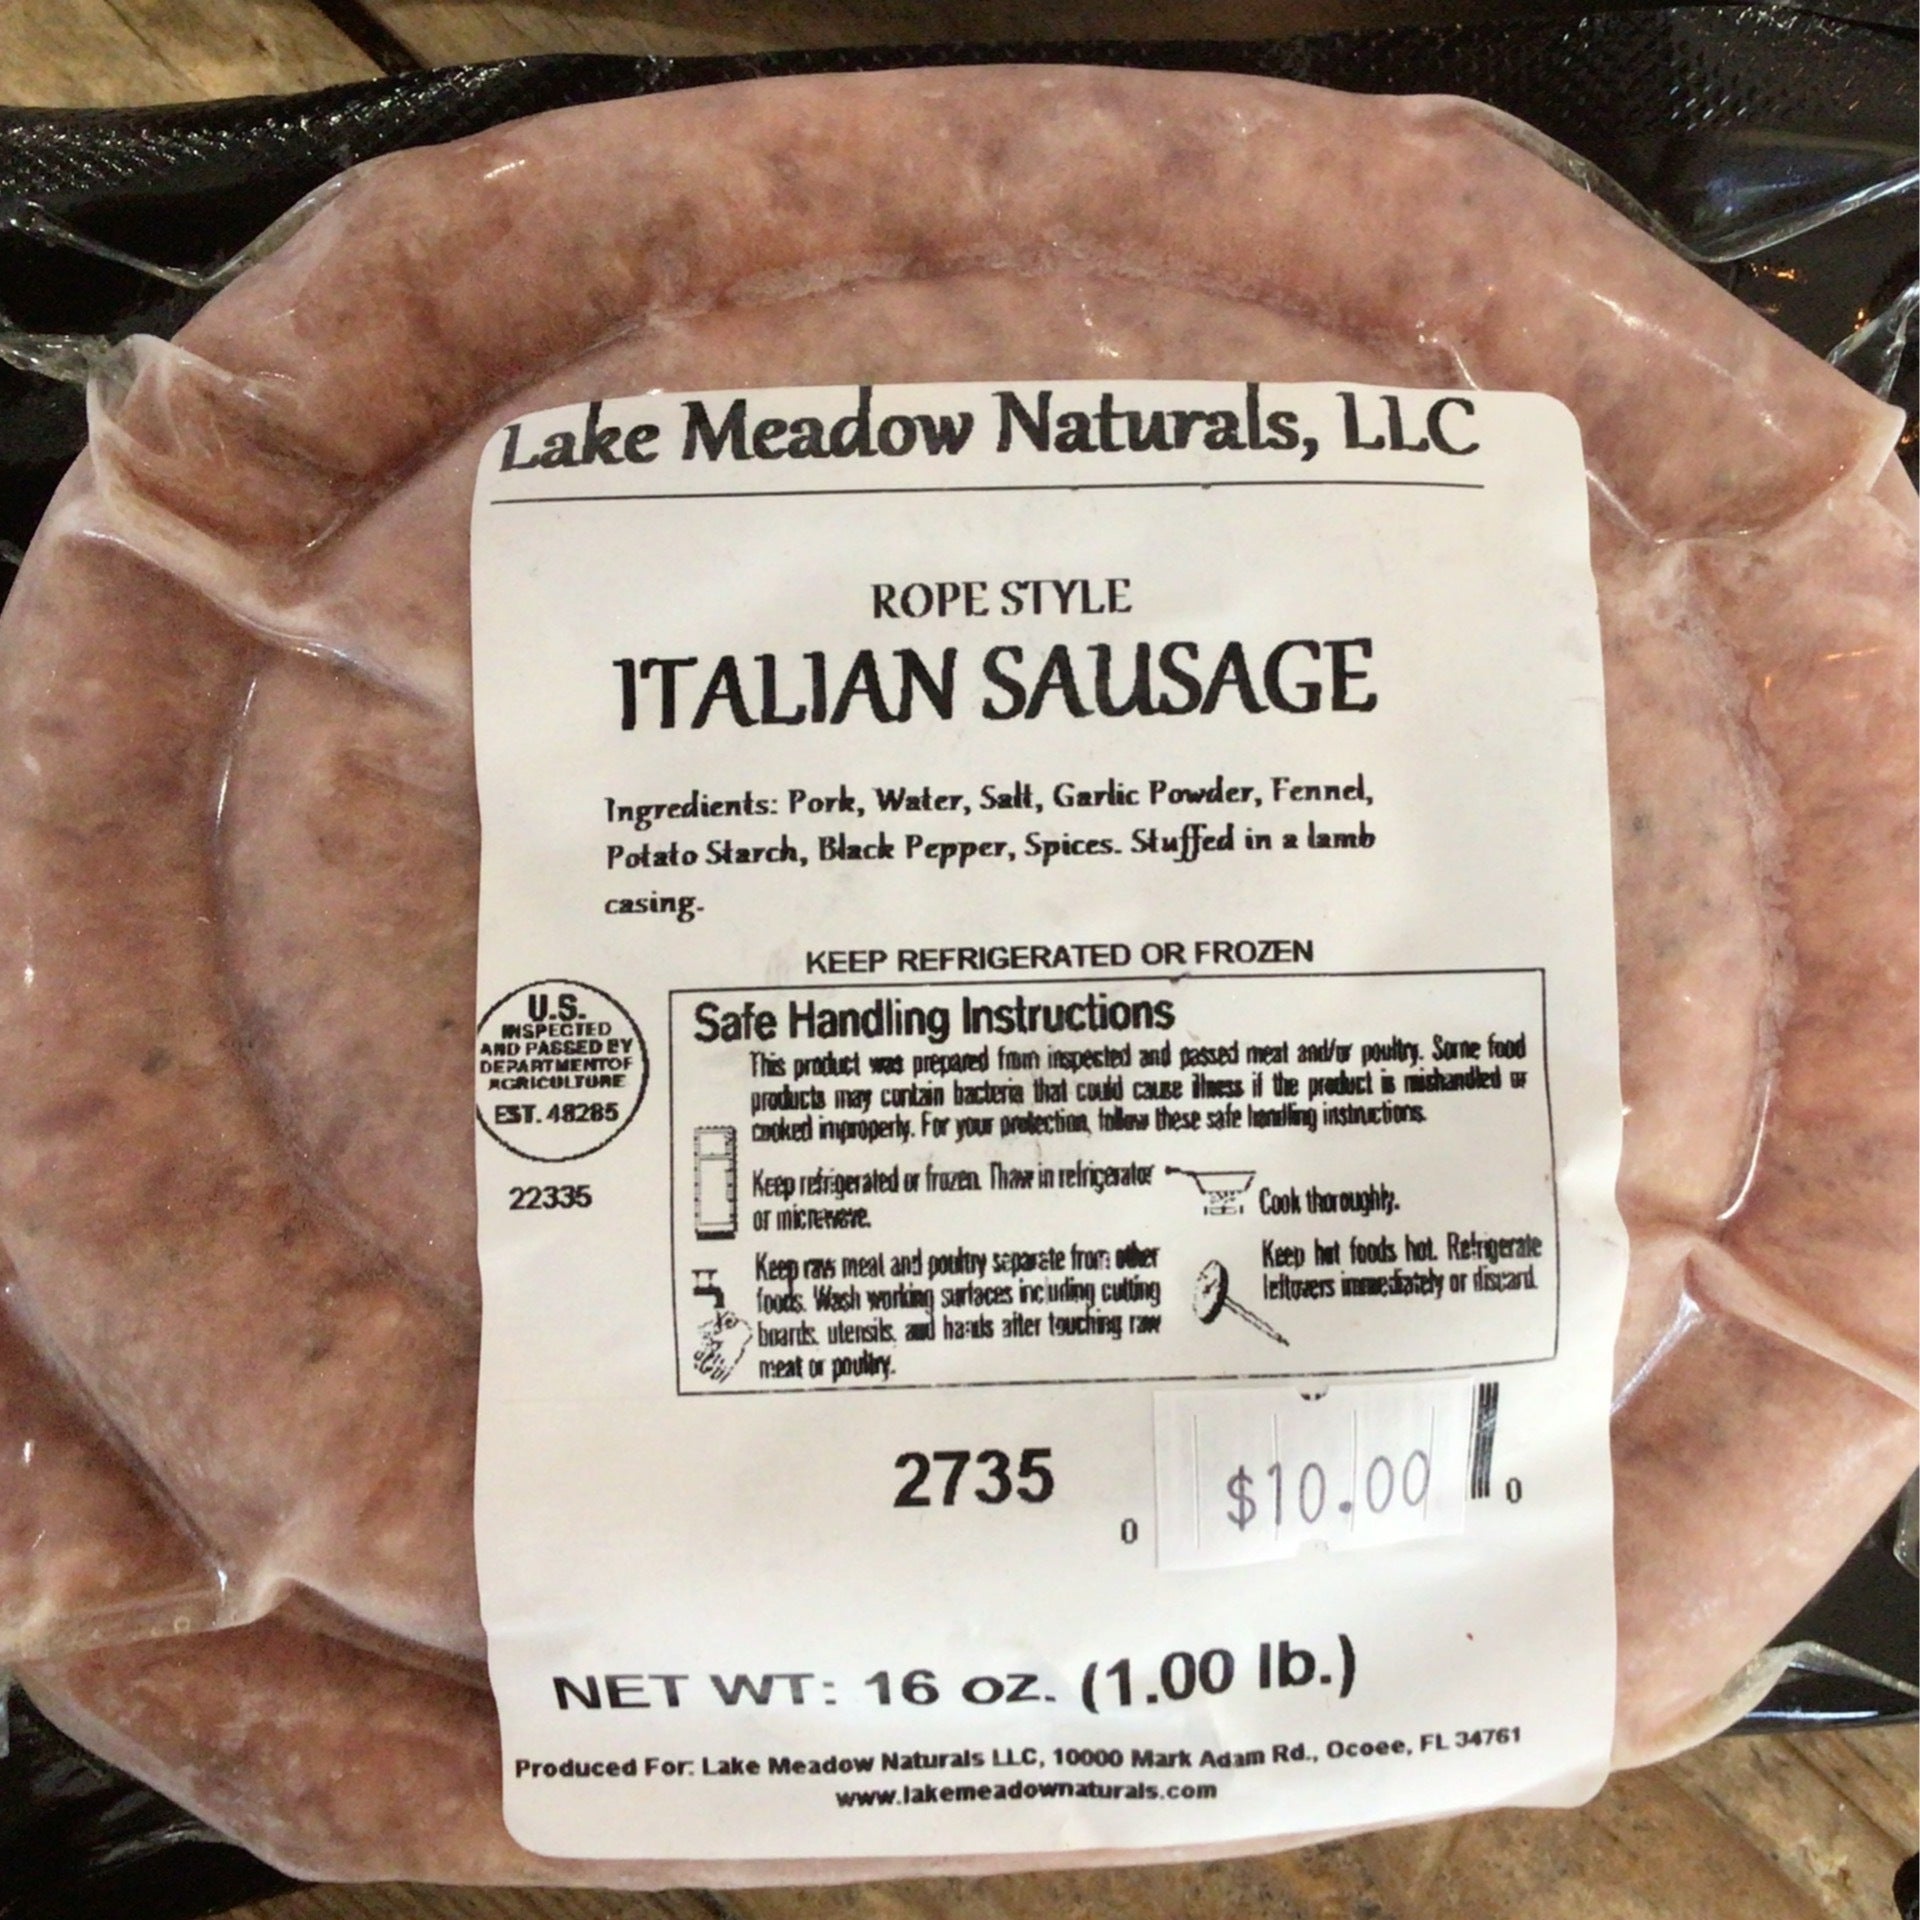 Lake Meadow Naturals, LLC
ROPE STYLE
ITALIAN SAUSAGE
Ingredients: Pork, Water, Salt, Garlic Powder, Fennel,
Potato Starch, Black Pepper, Spices. Stuffed in a lamb
casing.
KEEP REFRIGERATED OR FROZEN
U.S.
INSPECTED
AND PASSED BY
DEPARTMENT OF
AGRICULTURE
EST. 48285
22335
Safe Handling Instructions
This product was prepared from inspected and passed meat and/or poultry. Some food
products may contain bacteria that could cause illness if the product is mishandled or
cooked improperly. For your protection, follow these safe handling instructions.
Keep refrigerated or frozen. Thaw in refrigerator
or microwave.
Keep raw meat and poultry separate from other
foods. Wash working surfaces including cutting
boards, utensils, and hands after touching raw
meat or poultry.
Cook thoroughly.
Keep hot foods hot. Refrigerate
leftovers immediately or discard.
2735
0
$10.00
0
NET WT: 16 oz. (1.00 lb.)
Produced For: Lake Meadow Naturals LLC, 10000 Mark Adam Rd., Ocoee, FL 34761
www.lakemeadownaturals.com